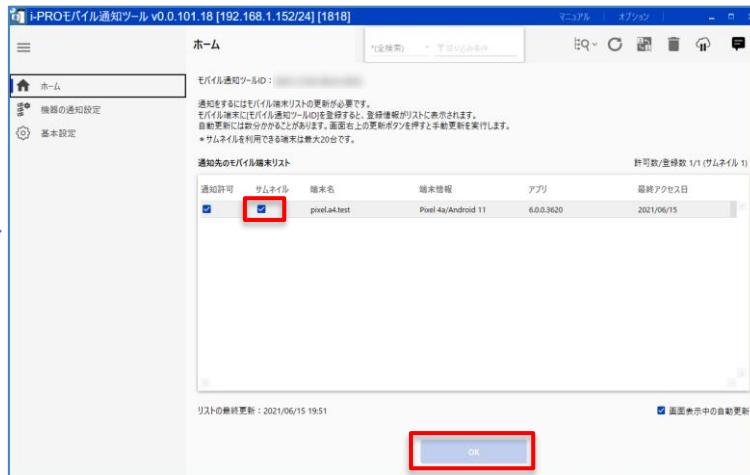 i-PROモバイル通知ツール v0.0.101.18 [192.168.1.152/24] [1818]
マニュアル オプション
ホーム
*(全検索)
ホーム
機器の通知設定
基本設定
モバイル通知ツールID：
通知をするにはモバイル端末リストの更新が必要です。
モバイル端末に[モバイル通知ツールID]を登録すると、登録情報がリストに表示されます。
自動更新には数分かかることがあります。画面右上の更新ボタンを押すと手動更新を実行します。
＊サムネイルを利用できる端末は最大20台です。
通知先のモバイル端末リスト
許可数/登録数 1/1 (サムネイル 1)
通知許可 サムネイル 端末名 端末情報 アプリ 最終アクセス日
pixel.a4.test Pixel 4a/Android 11 6.0.0.3620 2021/06/15
リストの最終更新：2021/06/15 19:51
画面表示中の自動更新
OK